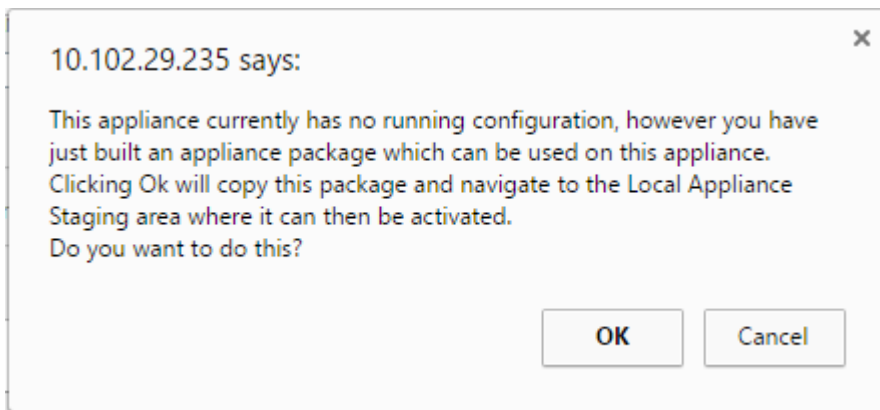 10.102.29.235 says:
This appliance currently has no running configuration, however you have
just built an appliance package which can be used on this appliance.
Clicking Ok will copy this package and navigate to the Local Appliance
Staging area where it can then be activated.
Do you want to do this?
OK Cancel